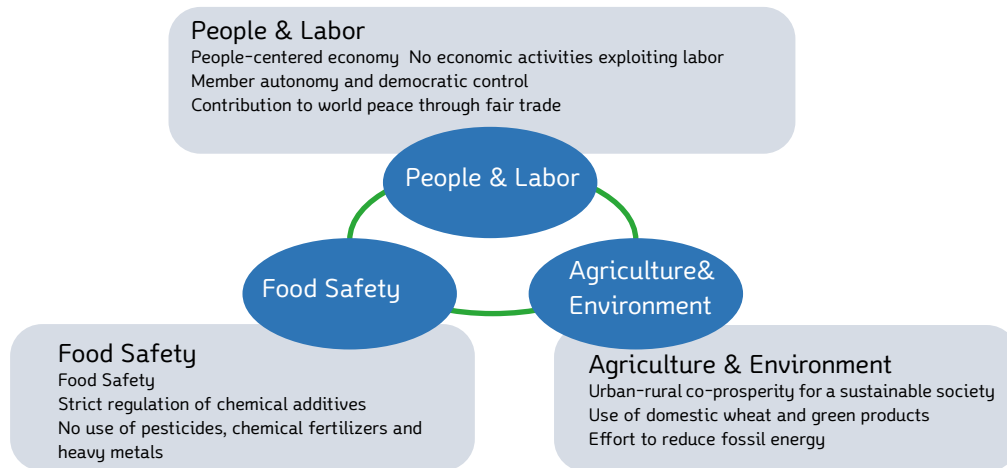 People & Labor
People-centered economy  No economic activities exploiting labor
Member autonomy and democratic control
Contribution to world peace through fair trade
People & Labor
Food Safety
Agriculture&
Environment
Food Safety
Food Safety
Strict regulation of chemical additives
No use of pesticides, chemical fertilizers and
heavy metals
Agriculture & Environment
Urban-rural co-prosperity for a sustainable society
Use of domestic wheat and green products
Effort to reduce fossil energy